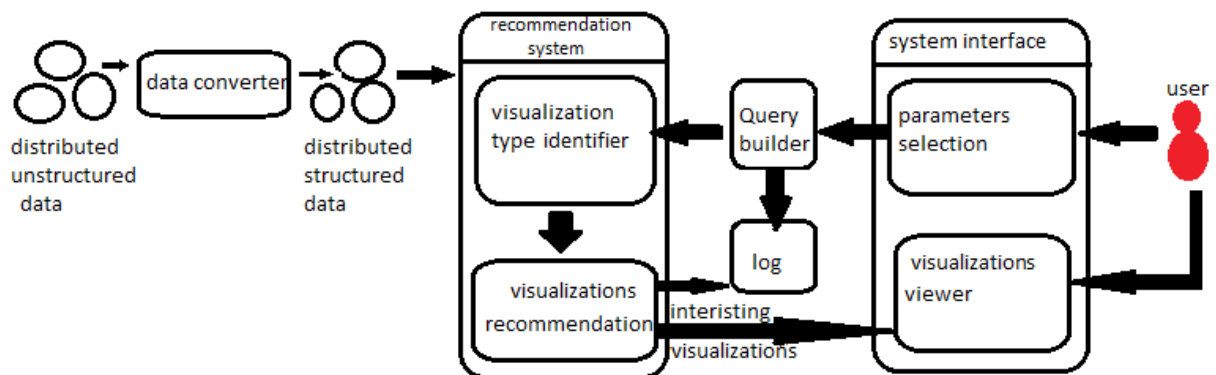 distributed
unstructured
data
data converter
distributed
structured
data
recommendation
system
visualization
type identifier
visualizations
recommendation
Query
builder
log
interisting
visualizations
system interface
parameters
selection
visualizations
viewer
user